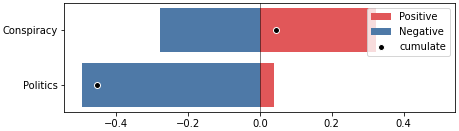 Conspiracy
Politics
Positive
Negative
cumulate
−0.4 −0.2 0.0 0.2 0.4